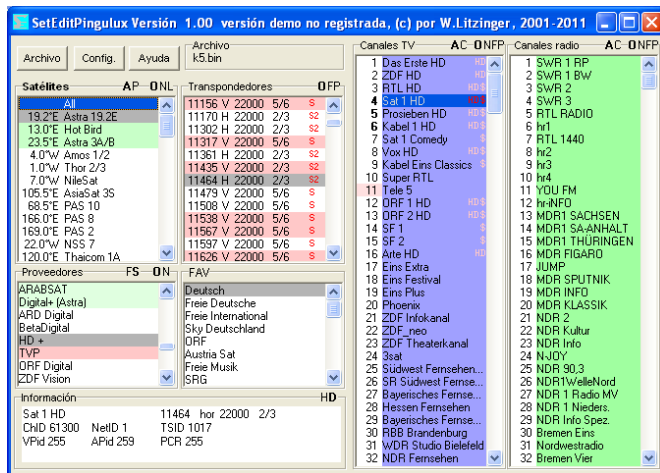 SetEditPingulux Versión 1.00 versión demo no registrada, (c) por W.Litzinger, 2001-2011
Archivo
Config.
Ayuda
Archivo
k5.bin
Satélites AP ONL
All
19.2°E Astra 19.2E
13.0°E Hot Bird
23.5°E Astra 3A/B
4.0°W Amos 1/2
1.0°W Thor 2/3
7.0°W NileSat
105.5°E AsiaSat 3S
68.5°E PAS 10
166.0°E PAS 8
169.0°E PAS 2
22.0°W NSS 7
120.0°E Thaicom 1A
Transpondedores OFP
11156 V 22000 5/6 S
11170 H 22000 2/3 S2
11302 H 22000 2/3 S2
11317 V 22000 5/6 S
11361 H 22000 2/3 S2
11435 V 22000 2/3 S2
11464 H 22000 2/3 S2
11479 V 22000 5/6 S
11508 V 22000 5/6 S
11538 V 22000 5/6 S
11567 V 22000 5/6 S
11597 V 22000 5/6 S
11626 V 22000 5/6 S
Proveedores FS ON
ARABSAT
Digital+ (Astra)
ARD Digital
BetaDigital
HD +
TVP
ORF Digital
ZDF Vision
FAV
Deutsch
Freie Deutsche
Freie International
Sky Deutschland
ORF
Austria Sat
Freie Musik
SRG
Información HD-
Sat 1 HD 11464 hor 22000 2/3
ChID 61300 NetID 1 TSID 1017
VPid 255 APid 259 PCR 255
Canales TV AC ONFP
1 Das Erste HD HD
2 ZDF HD HD
3 RTL HD HD$
4 Sat 1 HD HD$
5 Prosieben HD HD$
6 Kabel 1 HD HD$
7 Sat 1 Comedy $
8 Vox HD HD$
9 Kabel Eins Classics $
10 Super RTL
11 Tele 5
12 ORF 1 HD HD$
13 ORF 2 HD HD$
14 SF 1 $
15 SF 2 $
16 Arte HD HD
17 Eins Extra
18 Eins Festival
19 Eins Plus
20 Phoenix
21 ZDF Infokanal
22 ZDF_neo
23 ZDF Theaterkanal
24 3sat
25 Südwest Fernsehen...
26 SR Südwest Fernse...
27 Bayerisches Fernse...
28 Hessen Fernsehen
29 Bayerisches Fernse...
30 RBB Brandenburg
31 WDR Studio Bielefeld
32 NDR Fernsehen
Canales radio AC ONFP
1 SWR 1 RP
2 SWR 1 BW
3 SWR 2
4 SWR 3
5 RTL RADIO
6 hr1
7 RTL 1440
8 hr2
9 hr3
10 hr4
11 YOU FM
12 hr-iNFO
13 MDR1 SACHSEN
14 MDR1 SA-ANHALT
15 MDR1 THÜRINGEN
16 MDR FIGARO
17 JUMP
18 MDR SPUTNIK
19 MDR INFO
20 MDR KLASSIK
21 NDR 2
22 NDR Kultur
23 NDR Info
24 N-JOY
25 NDR 90,3
26 NDR1WelleNord
27 NDR 1 Radio MV
28 NDR 1 Nieders.
29 NDR Info Spez.
30 Bremen Eins
31 Nordwestradio
32 Bremen Vier